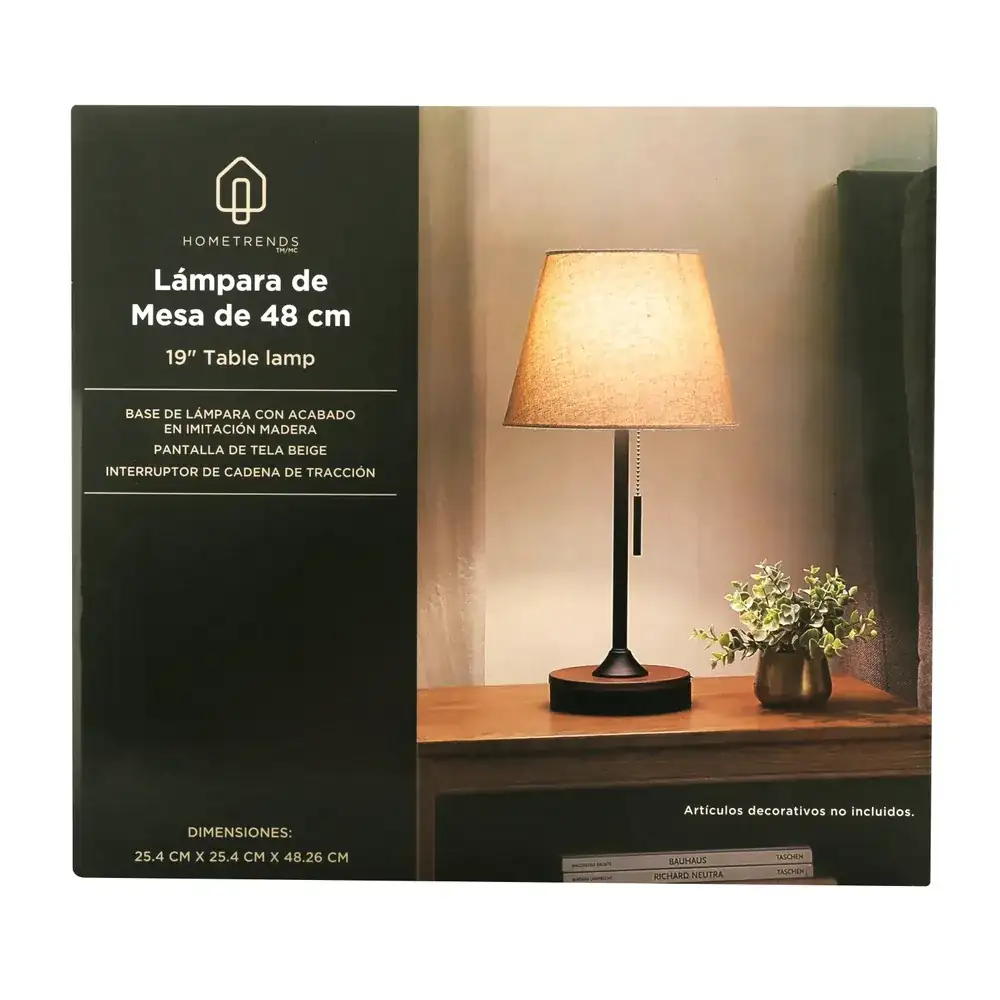 HOMETRENDS
TM/MC
Lámpara de
Mesa de 48 cm
19" Table lamp
BASE DE LÁMPARA CON ACABADO
EN IMITACIÓN MADERA
PANTALLA DE TELA BEIGE
INTERRUPTOR DE CADENA DE TRACCIÓN
DIMENSIONES:
25.4 CM X 25.4 CM X 48.26 CM
Artículos decorativos no incluidos.
BAUHAUS TASCHEN
RICHARD NEUTRA TASCHEN